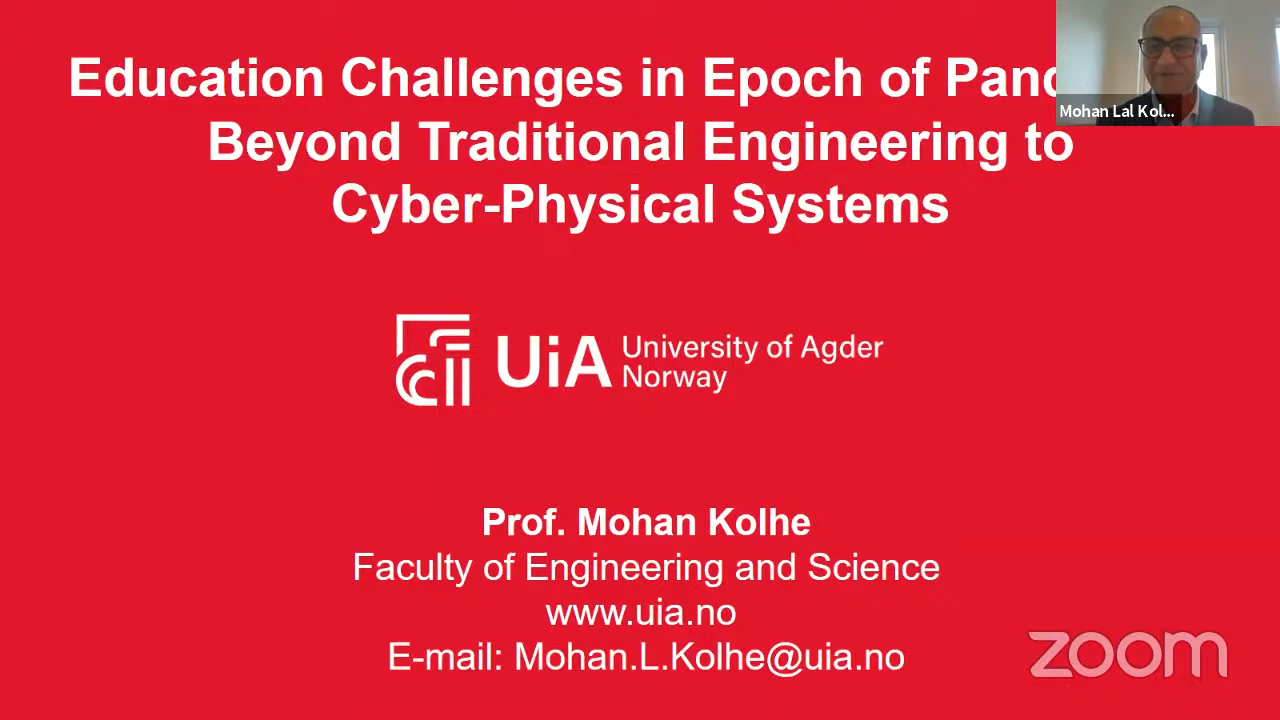 Education Challenges in Epoch of
Beyond Traditional Engineering to
Cyber-Physical Systems
Mohan Lal Kol...
UiA University of Agder
Norway
Prof. Mohan Kolhe
Faculty of Engineering and Science
www.uia.no
E-mail: Mohan.L.Kolhe@uia.no
zoom